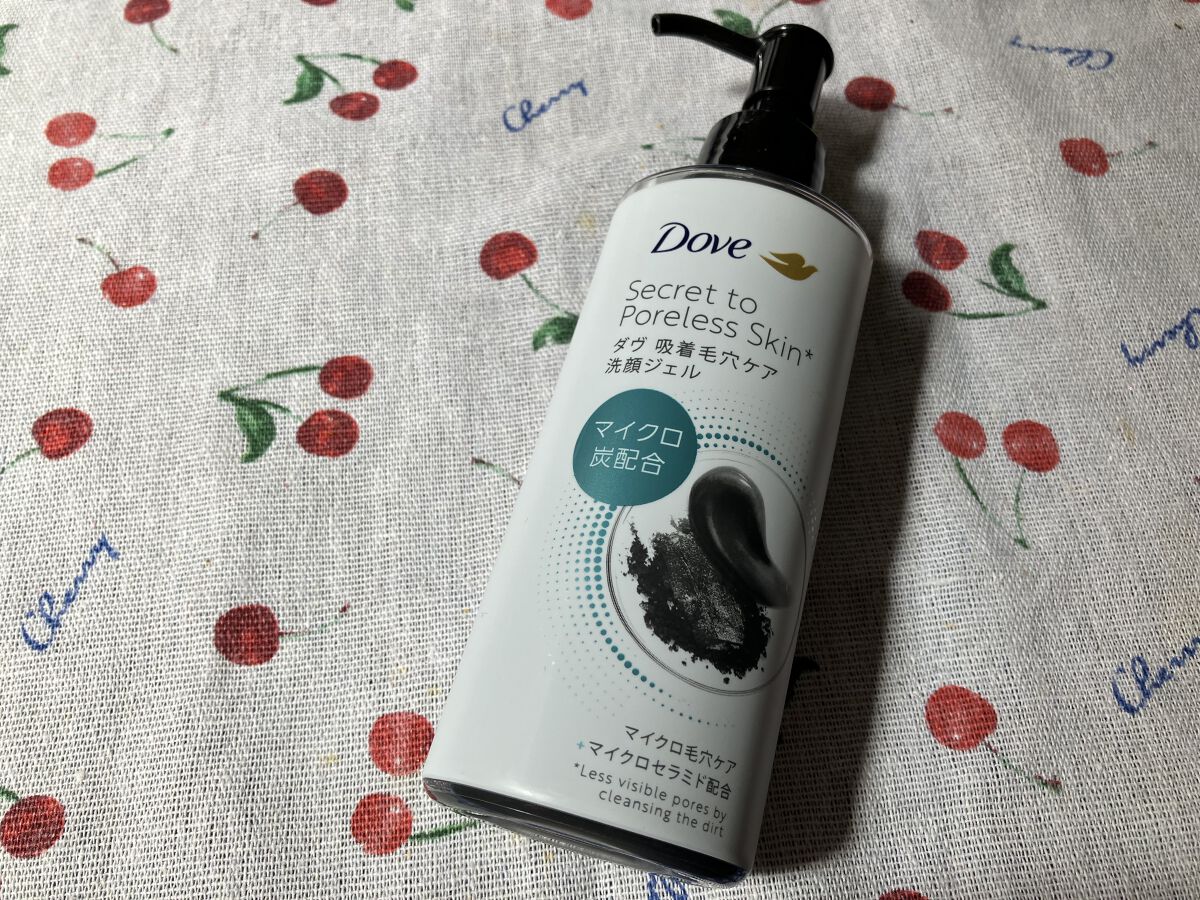 Cherry
Cherry
Dove
Secret to
Poreless Skin*
ダヴ 吸着毛穴ケア
洗顔ジェル
マイクロ
炭配合
Cherry
Cherry
Cherry
マイクロ毛穴ケア
+マイクロセラミド配合
*Less visible pores by
cleansing the dirt